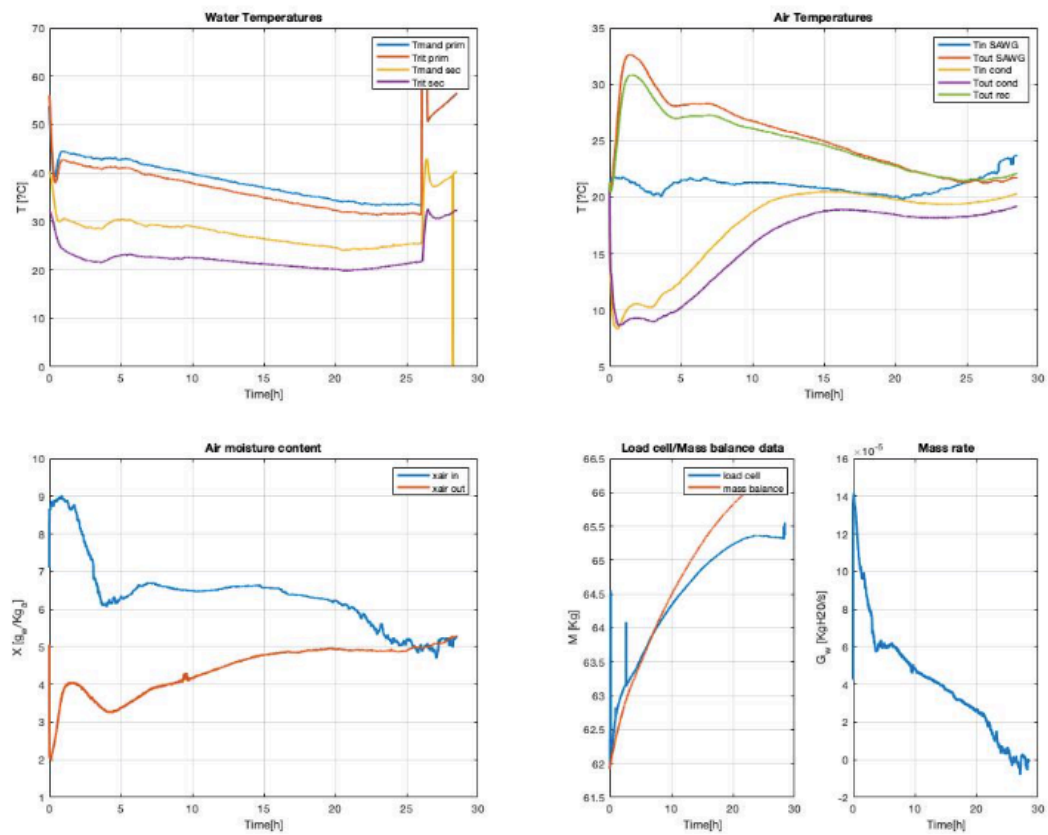 Water Temperatures
70
60
50
40
30
20
10
0
T [?C]
Tmand prim
Trit prim
Tmand sec
Trit sec
0 5 10 15 20 25 30
Time[h]
Air Temperatures
35
30
25
20
15
10
5
T [?C]
Tin SAWG
Tout SAWG
Tin cond
Tout cond
Tout rec
0 5 10 15 20 25 30
Time[h]
Air moisture content
10
9
8
7
6
5
4
3
2
1
X [g_w/Kg_a]
xair in
xair out
0 5 10 15 20 25 30
Time[h]
Load cell/Mass balance data
66.5
66
65.5
65
64.5
64
63.5
63
62.5
62
61.5
M [Kg]
load cell
mass balance
0 10 20 30
Time[h]
Mass rate
×10^-5
16
14
12
10
8
6
4
2
0
-2
G_w [KgH20/s]
0 10 20 30
Time[h]